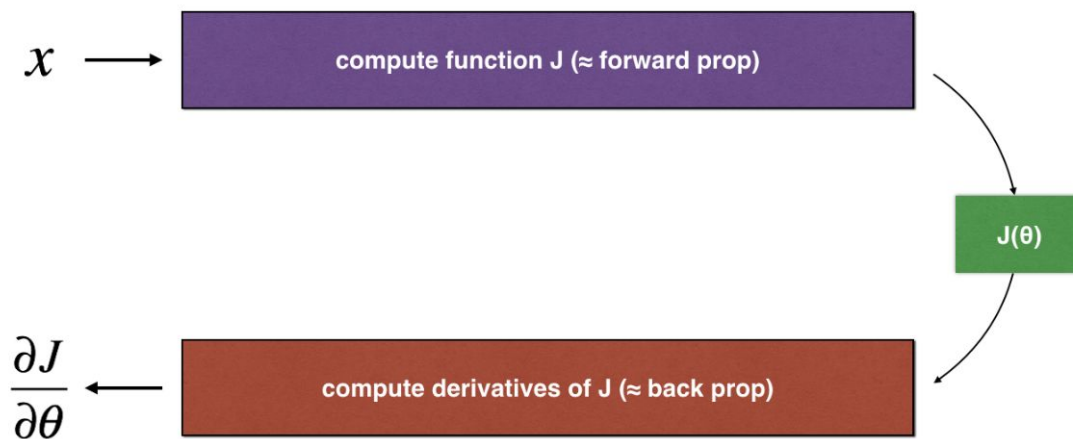 x
compute function J (≈ forward prop)
J(θ)
∂J
∂θ
compute derivatives of J (≈ back prop)